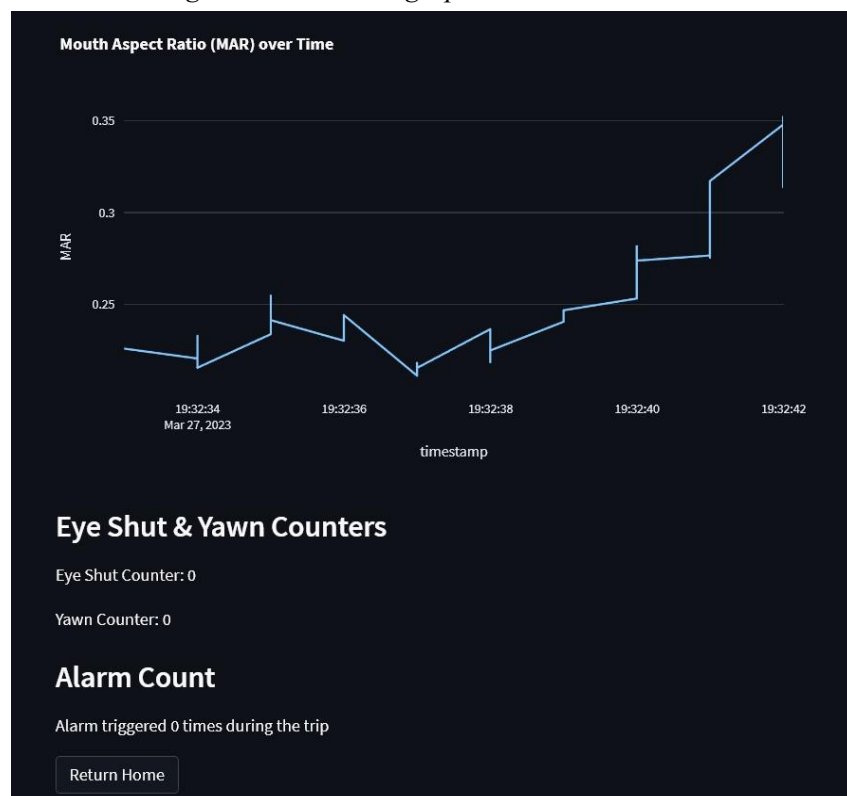 Mouth Aspect Ratio (MAR) over Time
0.35
0.3
MAR
0.25
19:32:34 19:32:36 19:32:38 19:32:40 19:32:42
Mar 27, 2023
timestamp
Eye Shut & Yawn Counters
Eye Shut Counter: 0
Yawn Counter: 0
Alarm Count
Alarm triggered 0 times during the trip
Return Home